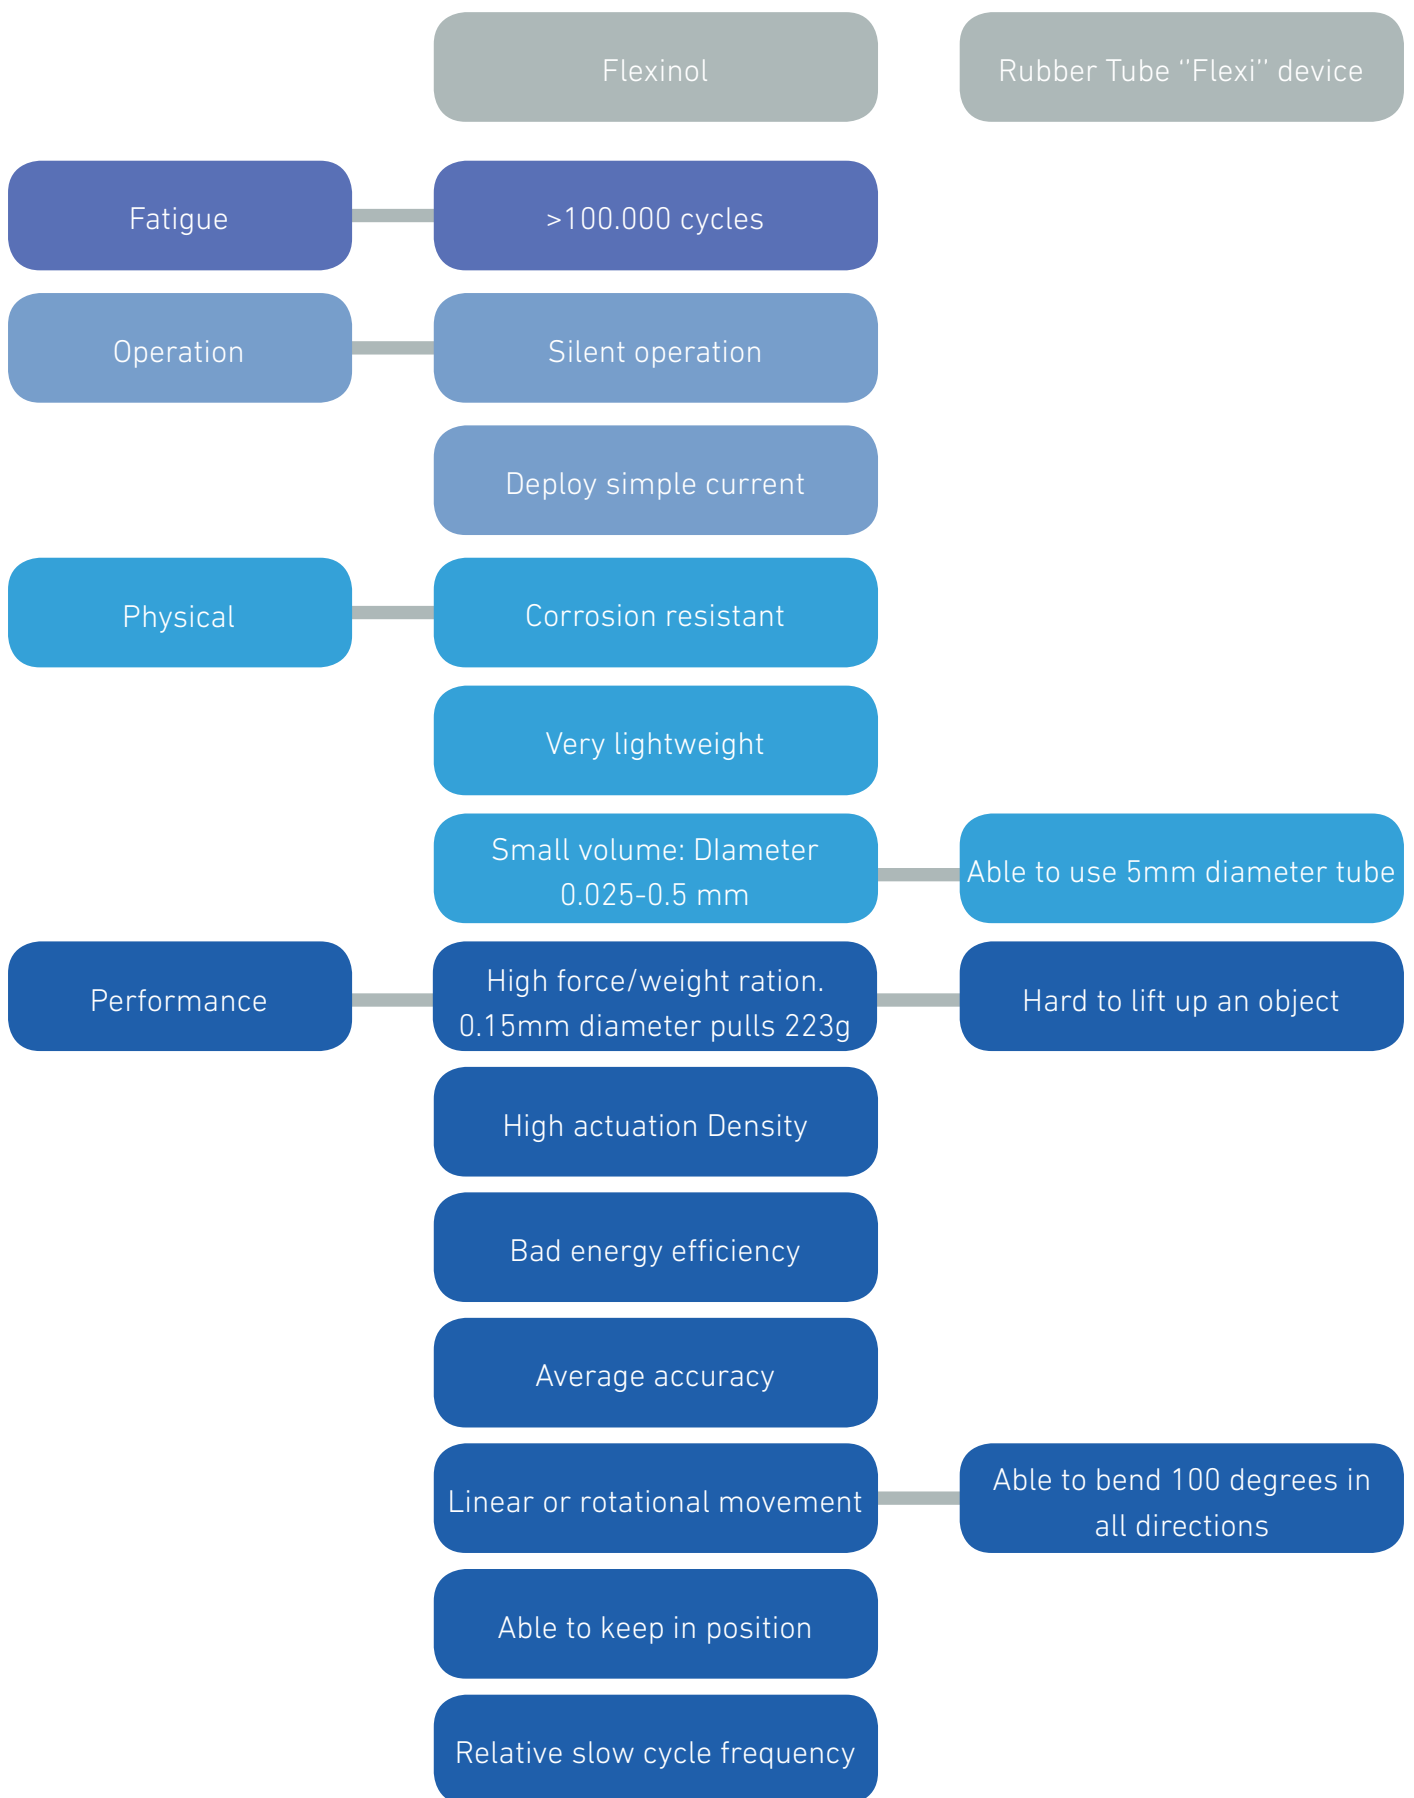 Flexinol
Rubber Tube ‘‘Flexi’’ device
Fatigue
>100.000 cycles
Operation
Silent operation
Deploy simple current
Physical
Corrosion resistant
Very lightweight
Small volume: DIameter
0.025-0.5 mm
Able to use 5mm diameter tube
Performance
High force/weight ration.
0.15mm diameter pulls 223g
Hard to lift up an object
High actuation Density
Bad energy efficiency
Average accuracy
Linear or rotational movement
Able to bend 100 degrees in
all directions
Able to keep in position
Relative slow cycle frequency